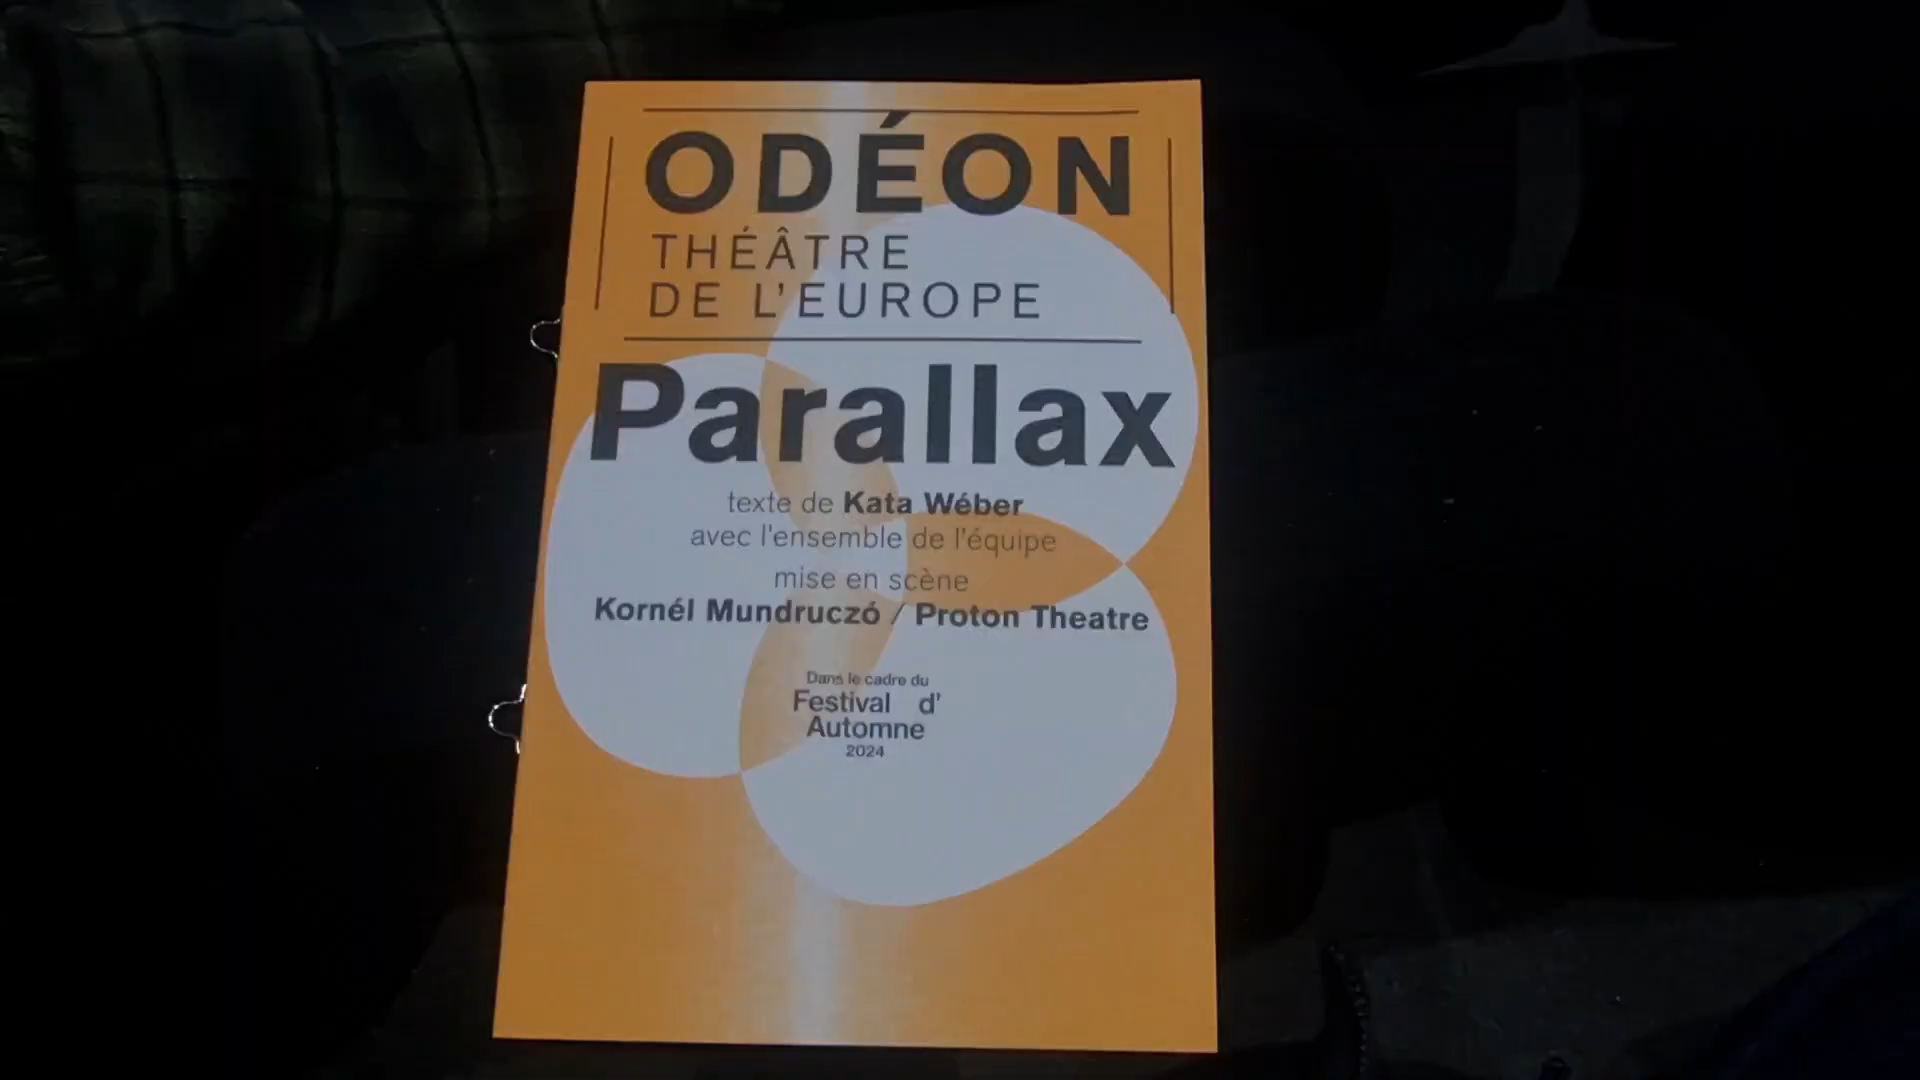 ODÉON
THÉÂTRE
DE L'EUROPE
Parallax
texte de Kata Wéber
avec l'ensemble de l'équipe
mise en scène
Kornél Mundruczó / Proton Theatre
Dans le cadre du
Festival d'
Automne
2024